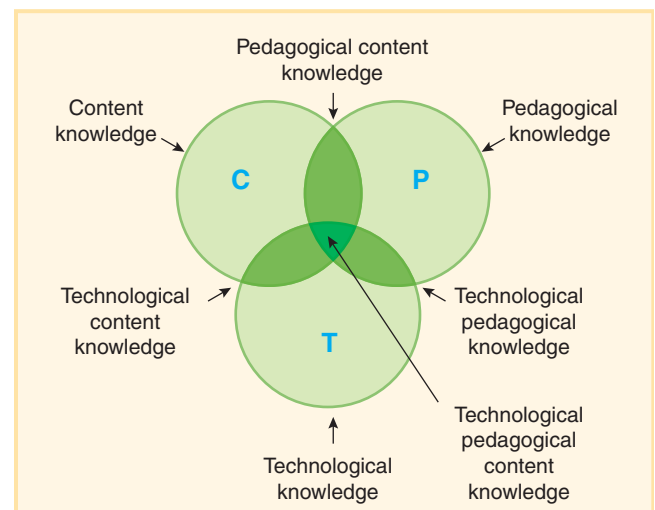 Pedagogical content
knowledge
Content
knowledge
Pedagogical
knowledge
C
P
Technological
content
knowledge
Technological
pedagogical
knowledge
T
Technological
pedagogical
content
knowledge
Technological
knowledge